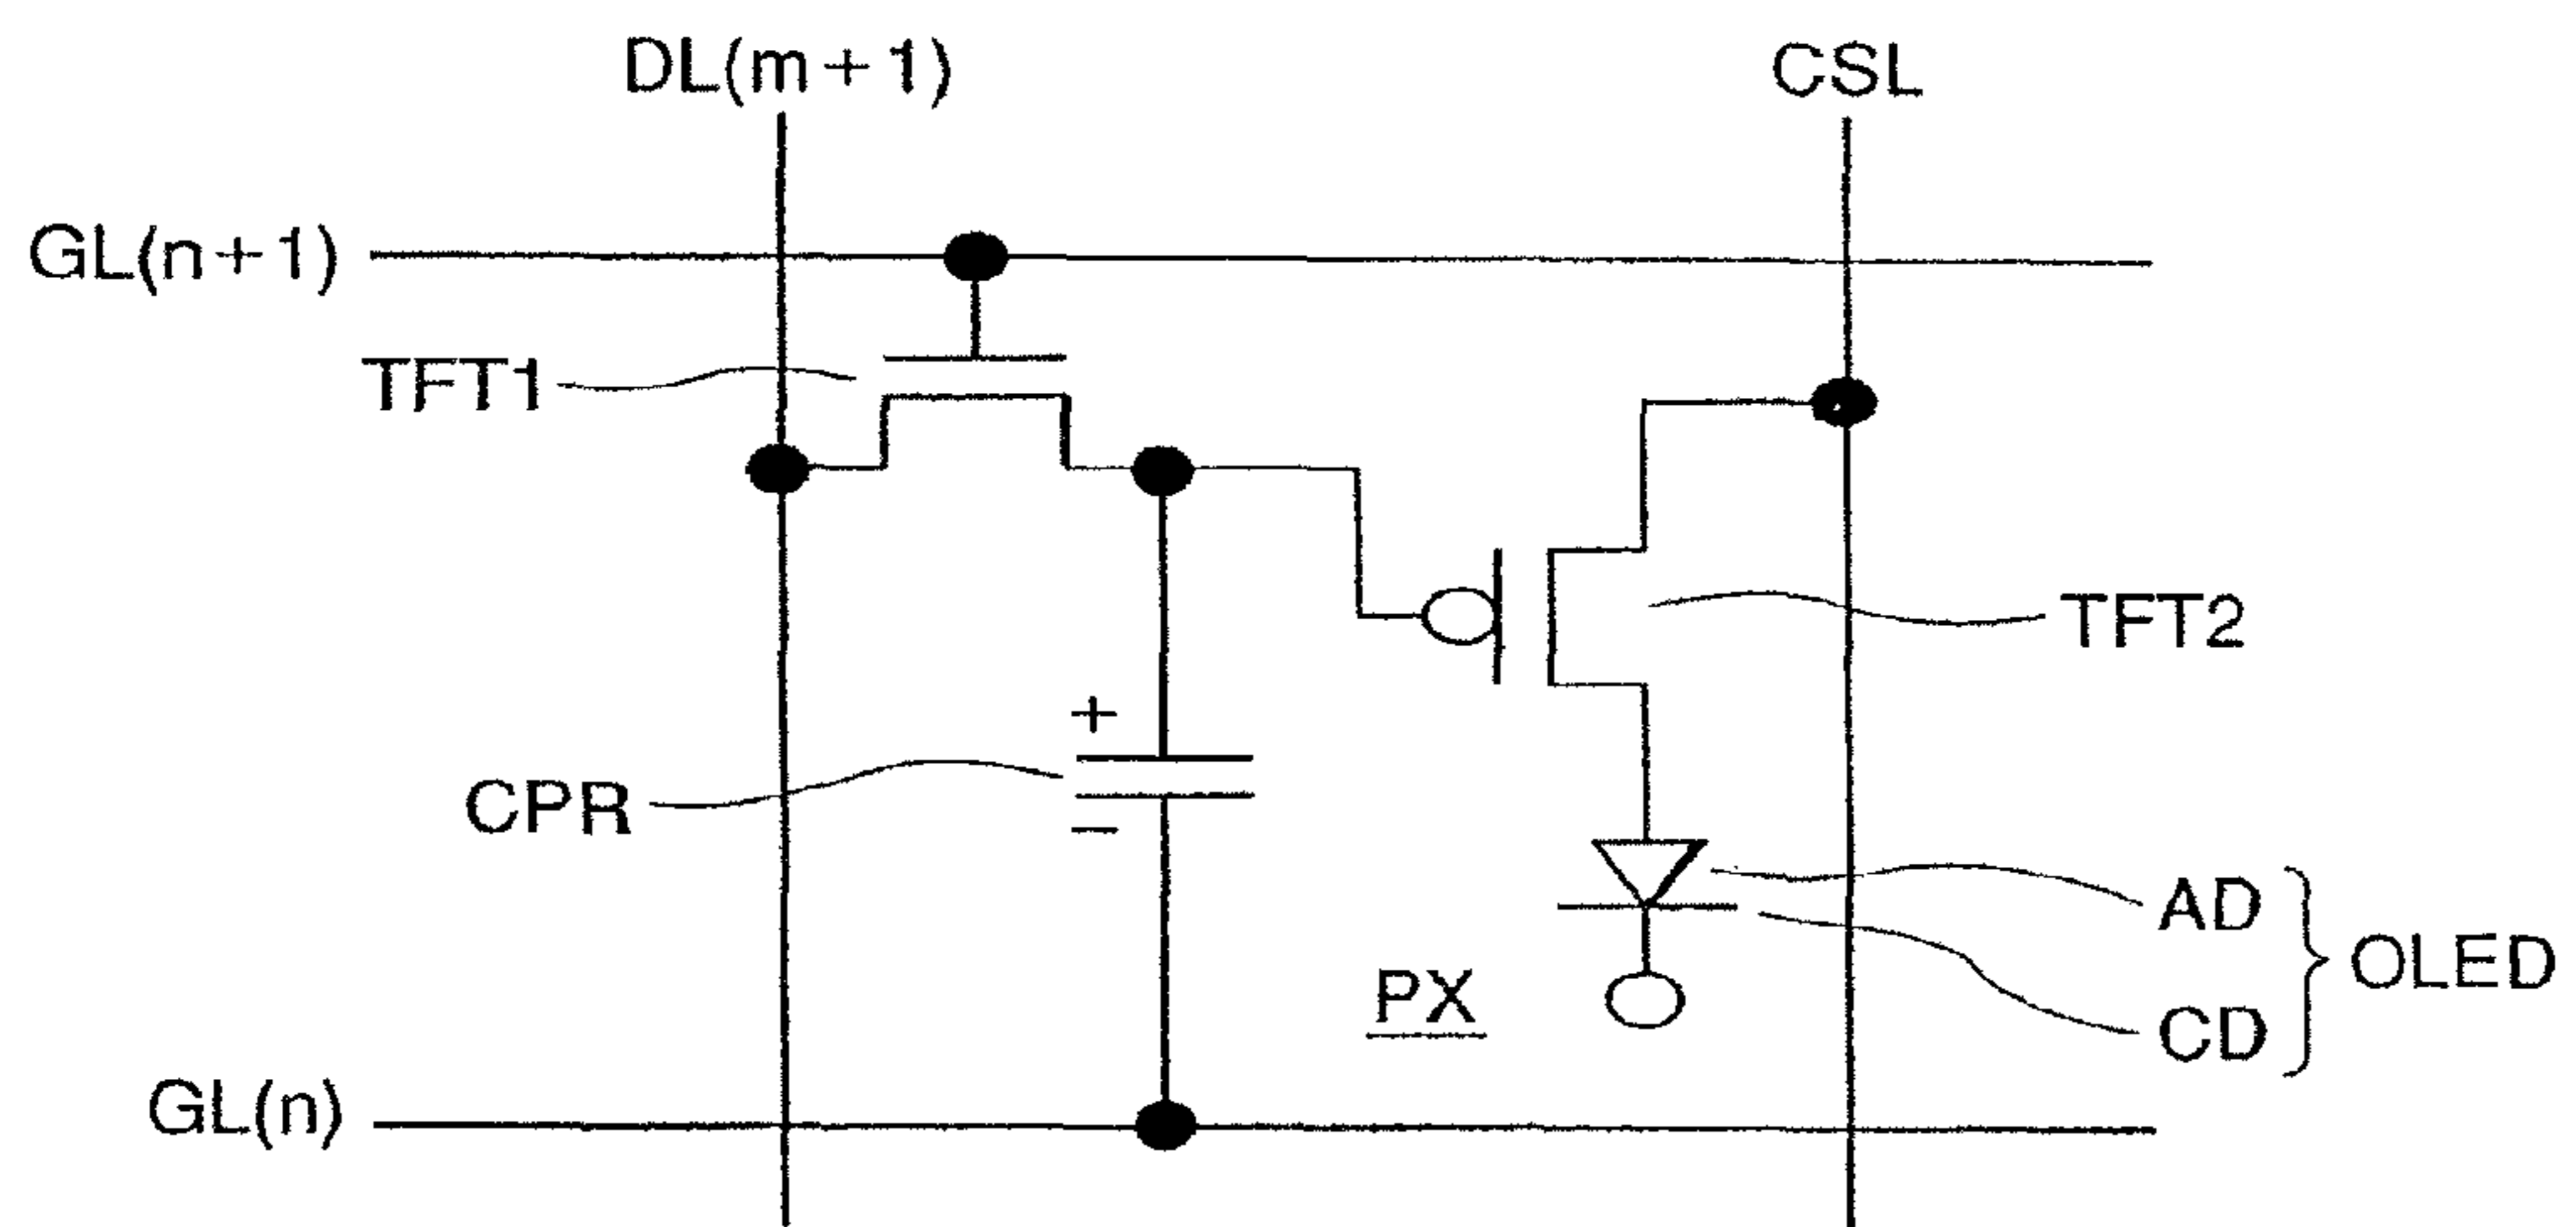 DL(m+1)
CSL
GL(n+1)
TFT1
TFT2
+
CPR
−
AD
OLED
PX
CD
GL(n)